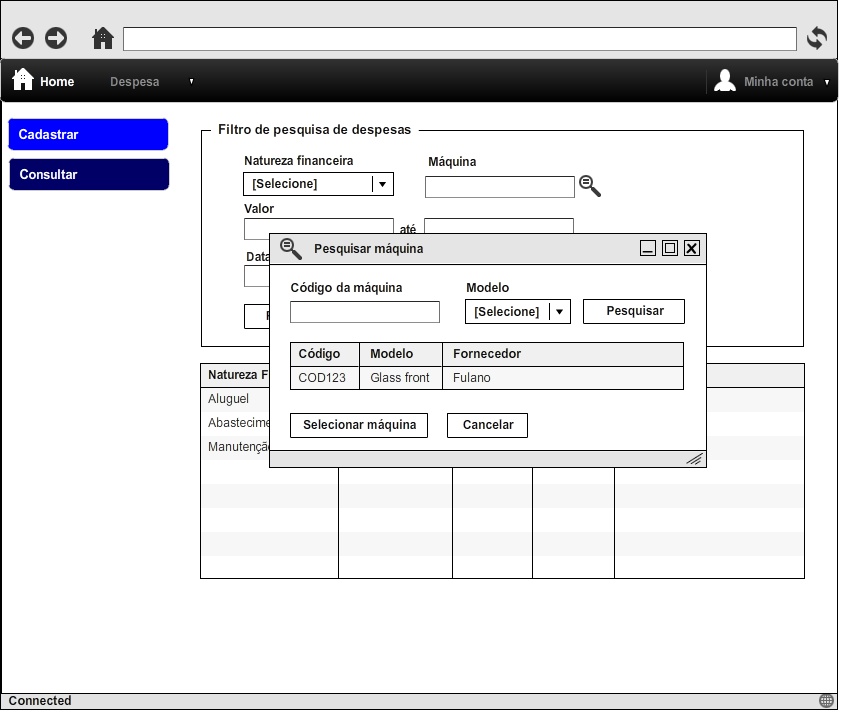 Home Despesa Minha conta
Cadastrar
Consultar
Filtro de pesquisa de despesas
Natureza financeira Máquina
[Selecione]
Valor
até
Data
Pesquisar máquina
Código da máquina Modelo
[Selecione] Pesquisar
Código Modelo Fornecedor
COD123 Glass front Fulano
Selecionar máquina Cancelar
Natureza F
Aluguel
Abastecime
Manutençã
Connected